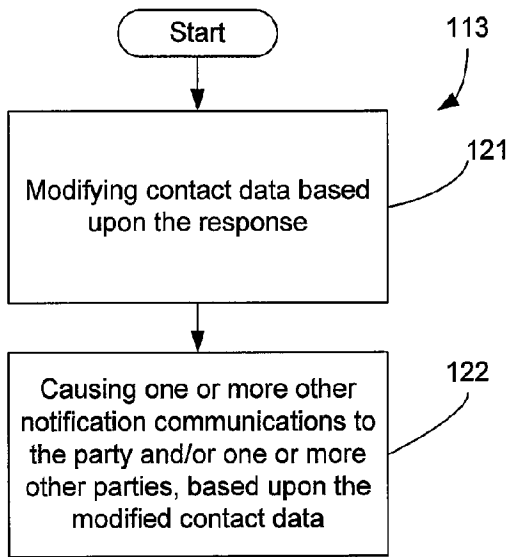 Start
113
121
Modifying contact data based
upon the response
122
Causing one or more other
notification communications to
the party and/or one or more
other parties, based upon the
modified contact data